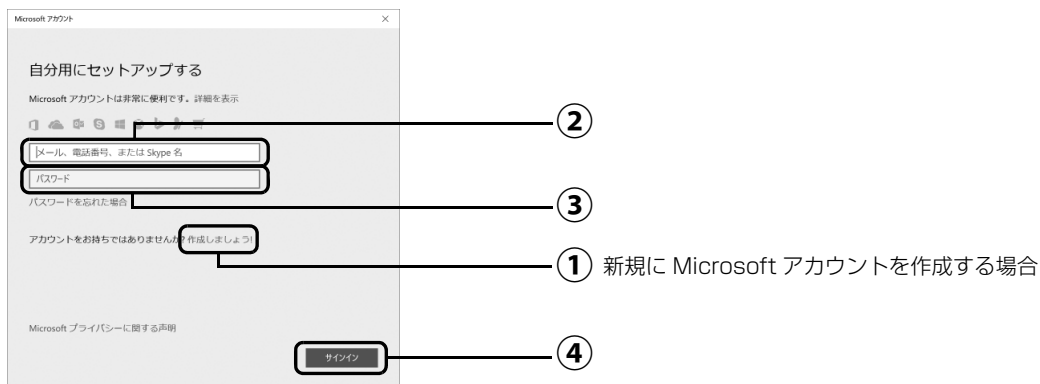 Microsoft アカウント
自分用にセットアップする
Microsoft アカウントは非常に便利です。詳細を表示
②
メール、電話番号、または Skype 名
パスワード
パスワードを忘れた場合
③
アカウントをお持ちではありませんか? 作成しましょう!
① 新規に Microsoft アカウントを作成する場合
Microsoft プライバシーに関する声明
サインイン
④